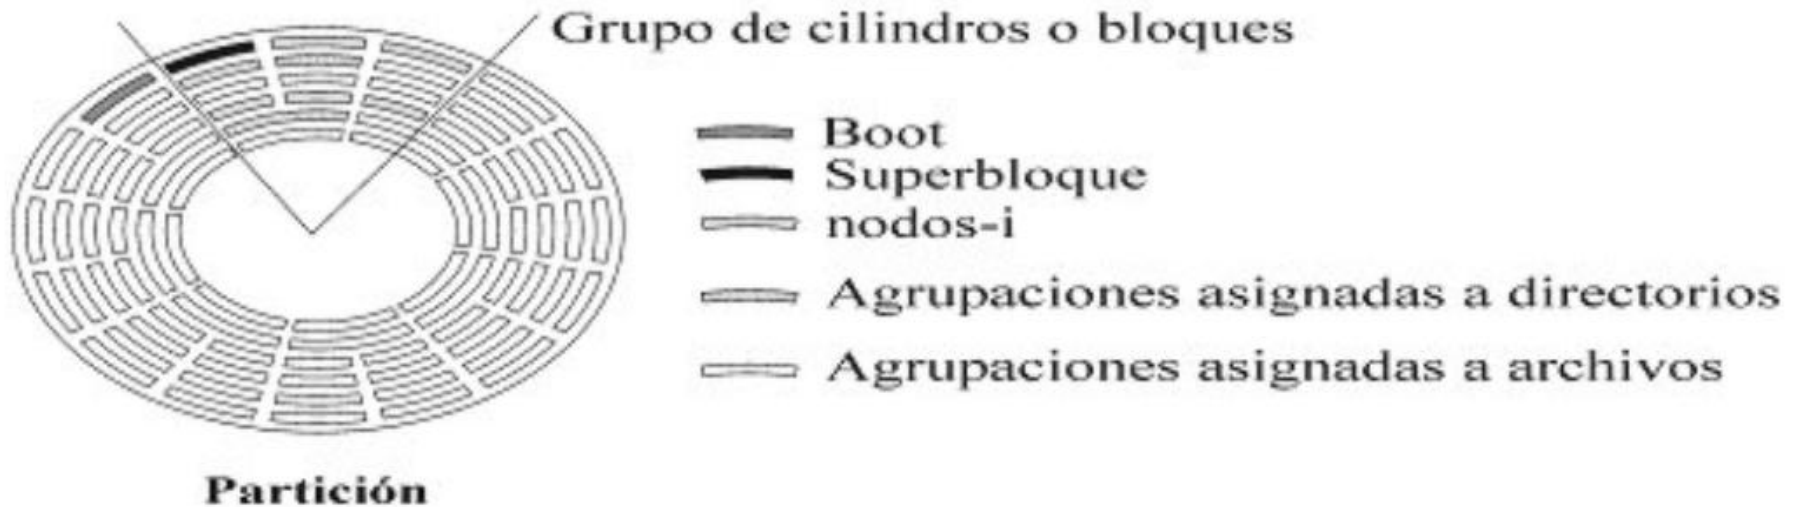 Grupo de cilindros o bloques
Boot
Superbloque
nodos-i
Agrupaciones asignadas a directorios
Agrupaciones asignadas a archivos
Partición